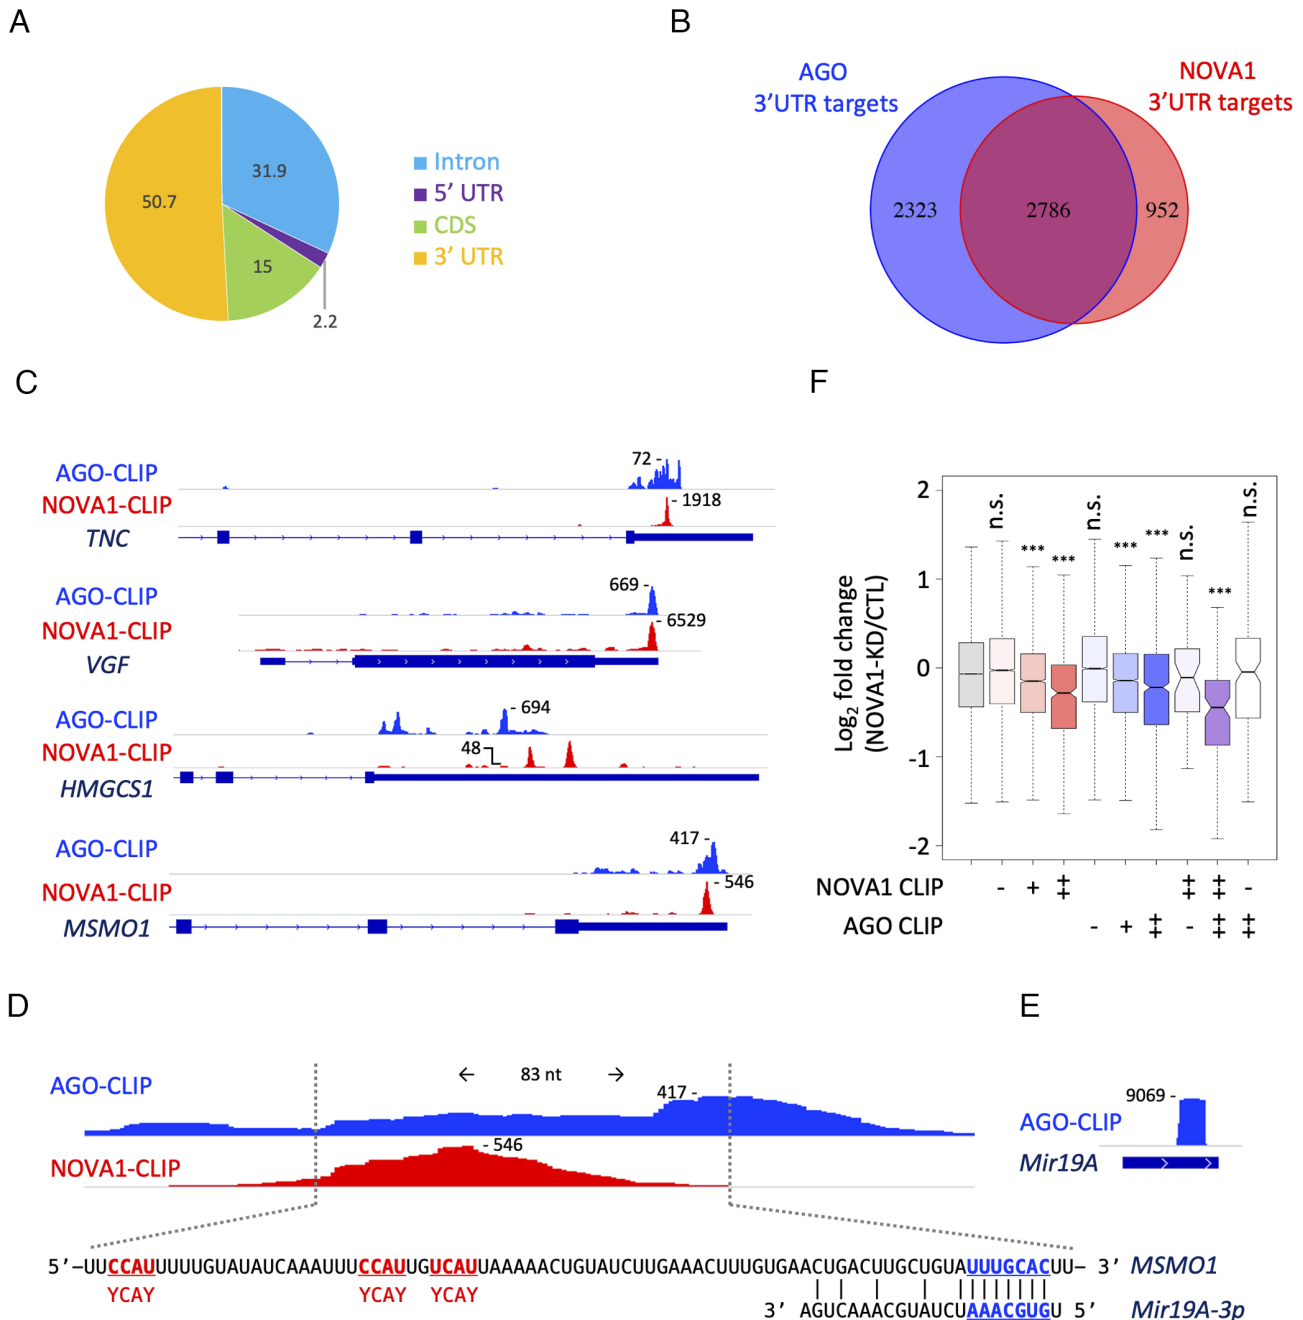 A
31.9
50.7
15
2.2
Intron
5’ UTR
CDS
3’ UTR
B
AGO
3’UTR targets
NOVA1
3’UTR targets
2323
2786
952
C
AGO-CLIP
72 -
NOVA1-CLIP
- 1918
TNC
AGO-CLIP
669 -
NOVA1-CLIP
- 6529
VGF
AGO-CLIP
- 694
NOVA1-CLIP
48
HMGCS1
AGO-CLIP
417 -
NOVA1-CLIP
- 546
MSMO1
F
Log2 fold change
(NOVA1-KD/CTL)
2
1
0
-1
-2
n.s.
***
***
n.s.
***
***
n.s.
***
n.s.
NOVA1 CLIP - + ‡ ‡ ‡ -
AGO CLIP - + ‡ - ‡ ‡
D
← 83 nt →
AGO-CLIP
417 -
NOVA1-CLIP
- 546
5’–UUCCAUUUUUGUAUAUCAAAUUUCCAUUGUCAUUAAAAACUGUAUCUUGAAACUUUGUGAACUGACUUGCUGUAUUUGCACUU– 3’ MSMO1
YCAY YCAY YCAY
3’ AGUCAAACGUAUCUAAACGUGU 5’ Mir19A-3p
E
9069 -
AGO-CLIP
Mir19A